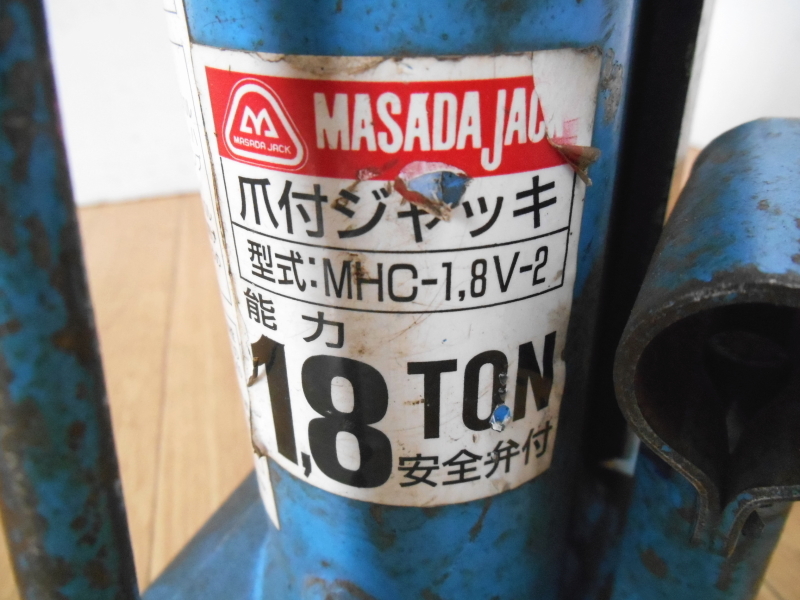 MASADA JACK
MASADA JACK
爪付ジャッキ
型式:MHC-1,8V-2
能力
1,8 TON
安全弁付